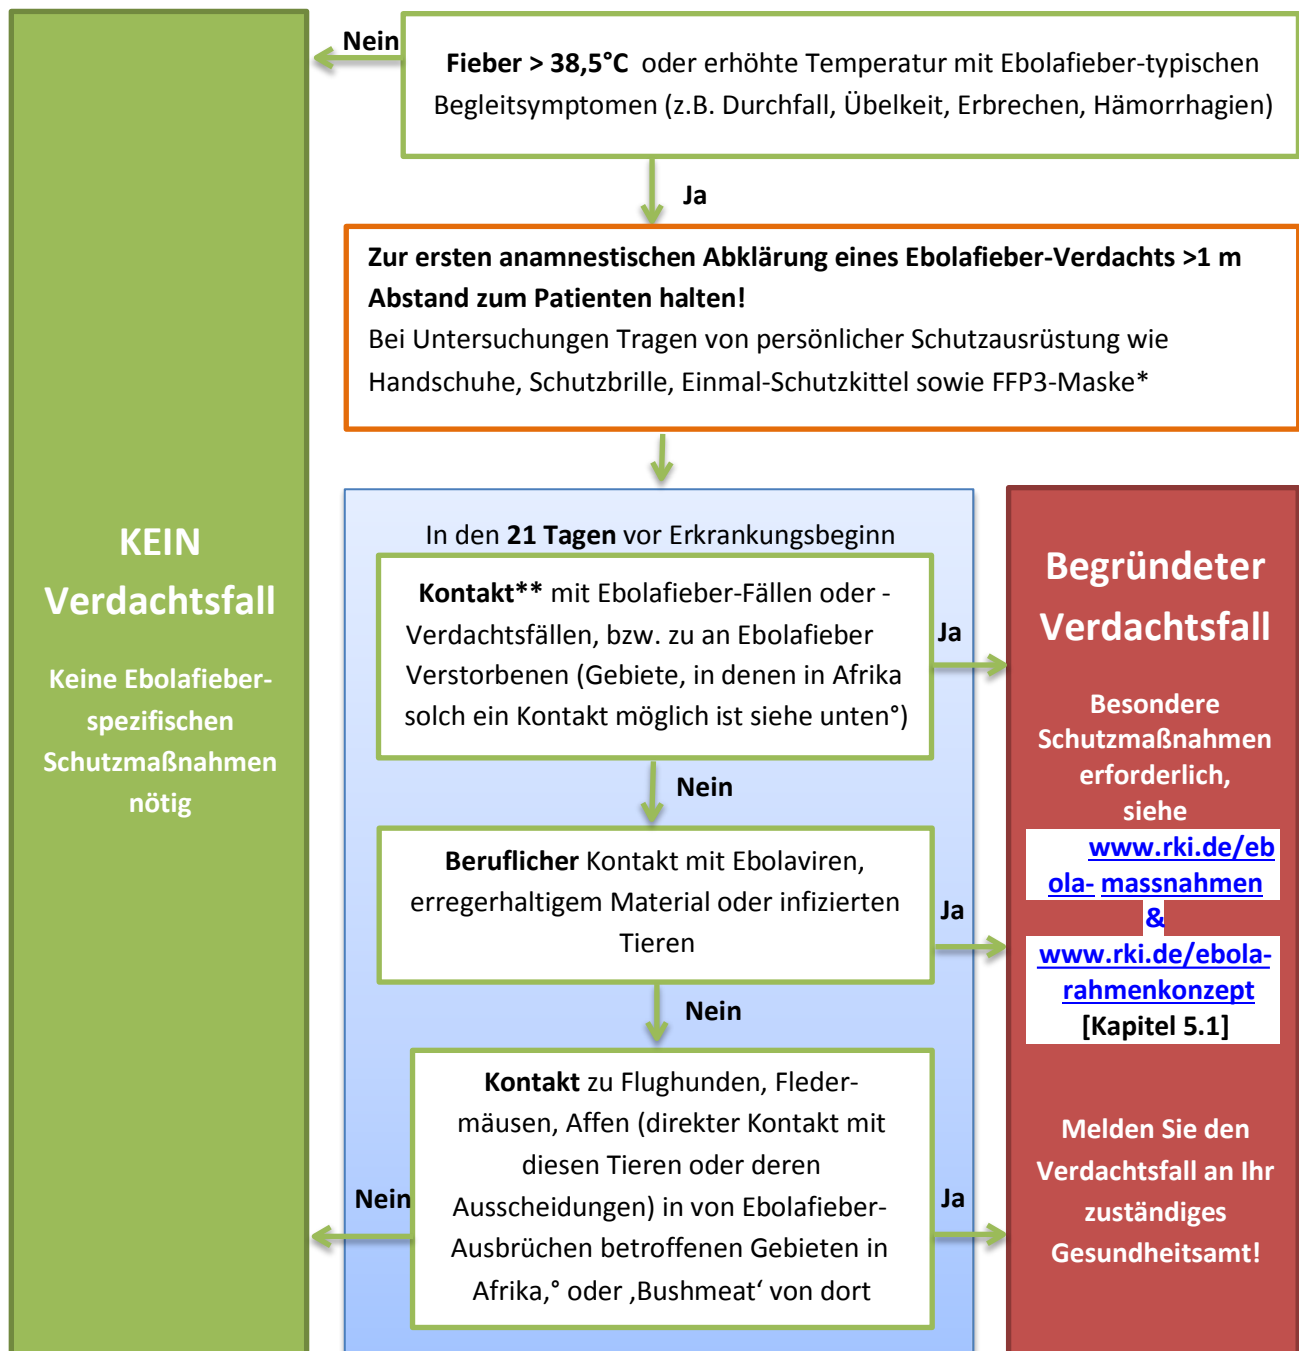 Nein
Fieber > 38,5°C oder erhöhte Temperatur mit Ebolafieber-typischen
Begleitsymptomen (z.B. Durchfall, Übelkeit, Erbrechen, Hämorrhagien)
Ja
Zur ersten anamnestischen Abklärung eines Ebolafieber-Verdachts >1 m
Abstand zum Patienten halten!
Bei Untersuchungen Tragen von persönlicher Schutzausrüstung wie
Handschuhe, Schutzbrille, Einmal-Schutzkittel sowie FFP3-Maske*
KEIN
Verdachtsfall
Keine Ebolafieber-
spezifischen
Schutzmaßnahmen
nötig
In den 21 Tagen vor Erkrankungsbeginn
Kontakt** mit Ebolafieber-Fällen oder -
Verdachtsfällen, bzw. zu an Ebolafieber
Verstorbenen (Gebiete, in denen in Afrika
solch ein Kontakt möglich ist siehe unten°)
Ja
Nein
Beruflicher Kontakt mit Ebolaviren,
erregerhaltigem Material oder infizierten
Tieren
Ja
Nein
Kontakt zu Flughunden, Fleder-
mäusen, Affen (direkter Kontakt mit
diesen Tieren oder deren
Ausscheidungen) in von Ebolafieber-
Ausbrüchen betroffenen Gebieten in
Afrika,° oder ‚Bushmeat‘ von dort
Nein
Ja
Begründeter
Verdachtsfall
Besondere
Schutzmaßnahmen
erforderlich,
siehe
www.rki.de/eb
ola- massnahmen
&
www.rki.de/ebola-
rahmenkonzept
[Kapitel 5.1]
Melden Sie den
Verdachtsfall an Ihr
zuständiges
Gesundheitsamt!